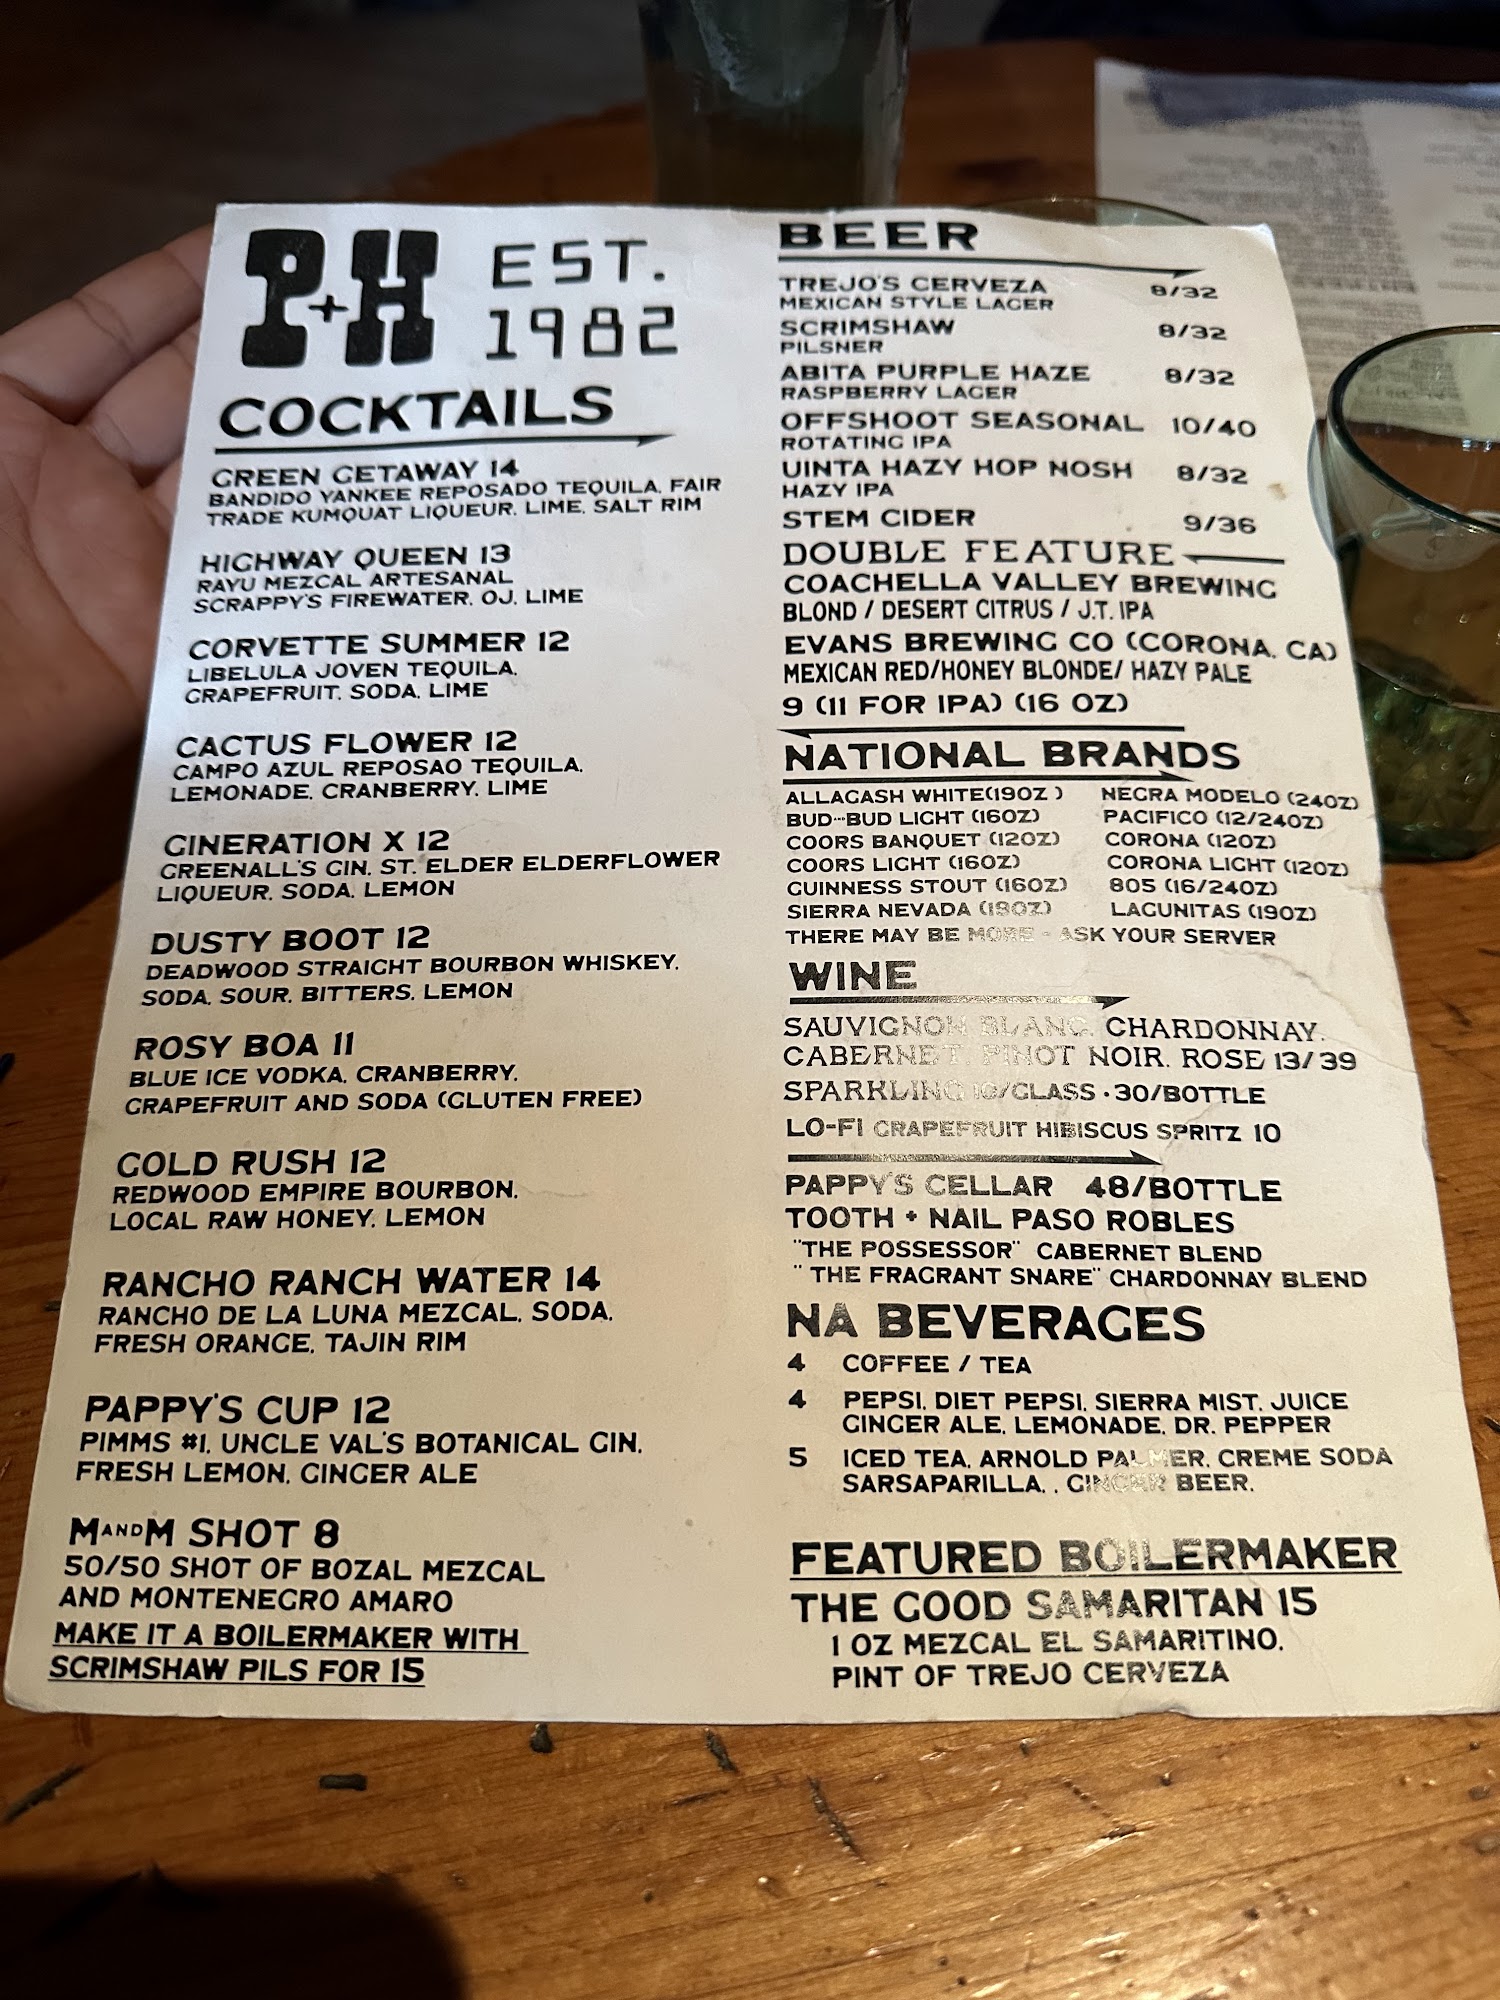 P+H EST.
1982
COCKTAILS
GREEN GETAWAY 14
BANDIDO YANKEE REPOSADO TEQUILA, FAIR
TRADE KUMQUAT LIQUEUR, LIME, SALT RIM
HIGHWAY QUEEN 13
RAYU MEZCAL ARTESANAL
SCRAPPY'S FIREWATER, OJ, LIME
CORVETTE SUMMER 12
LIBELULA JOVEN TEQUILA,
GRAPEFRUIT, SODA, LIME
CACTUS FLOWER 12
CAMPO AZUL REPOSAO TEQUILA,
LEMONADE, CRANBERRY, LIME
GINERATION X 12
GREENALL'S GIN, ST. ELDER ELDERFLOWER
LIQUEUR, SODA, LEMON
DUSTY BOOT 12
DEADWOOD STRAIGHT BOURBON WHISKEY,
SODA, SOUR, BITTERS, LEMON
ROSY BOA 11
BLUE ICE VODKA, CRANBERRY,
GRAPEFRUIT AND SODA (GLUTEN FREE)
GOLD RUSH 12
REDWOOD EMPIRE BOURBON,
LOCAL RAW HONEY, LEMON
RANCHO RANCH WATER 14
RANCHO DE LA LUNA MEZCAL, SODA,
FRESH ORANGE, TAJIN RIM
PAPPY'S CUP 12
PIMMS #1, UNCLE VAL'S BOTANICAL GIN,
FRESH LEMON, GINGER ALE
MANDM SHOT 8
50/50 SHOT OF BOZAL MEZCAL
AND MONTENEGRO AMARO
MAKE IT A BOILERMAKER WITH
SCRIMSHAW PILS FOR 15
BEER
TREJO'S CERVEZA 8/32
MEXICAN STYLE LAGER
SCRIMSHAW 8/32
PILSNER
ABITA PURPLE HAZE 8/32
RASPBERRY LAGER
OFFSHOOT SEASONAL 10/40
ROTATING IPA
UINTA HAZY HOP NOSH 8/32
HAZY IPA
STEM CIDER 9/36
DOUBLE FEATURE
COACHELLA VALLEY BREWING
BLOND / DESERT CITRUS / J.T. IPA
EVANS BREWING CO (CORONA, CA)
MEXICAN RED/HONEY BLONDE/ HAZY PALE
9 (11 FOR IPA) (16 OZ)
NATIONAL BRANDS
ALLAGASH WHITE(19OZ ) NEGRA MODELO (24OZ)
BUD---BUD LIGHT (16OZ) PACIFICO (12/24OZ)
COORS BANQUET (12OZ) CORONA (12OZ)
COORS LIGHT (16OZ) CORONA LIGHT (12OZ)
GUINNESS STOUT (16OZ) 805 (16/24OZ)
SIERRA NEVADA (19OZ) LAGUNITAS (19OZ)
THERE MAY BE MORE - ASK YOUR SERVER
WINE
SAUVIGNON BLANC, CHARDONNAY,
CABERNET, PINOT NOIR, ROSE 13/39
SPARKLING 10/GLASS · 30/BOTTLE
LO-FI GRAPEFRUIT HIBISCUS SPRITZ 10
PAPPY'S CELLAR 48/BOTTLE
TOOTH + NAIL PASO ROBLES
"THE POSSESSOR" CABERNET BLEND
" THE FRAGRANT SNARE" CHARDONNAY BLEND
NA BEVERAGES
4 COFFEE / TEA
4 PEPSI, DIET PEPSI, SIERRA MIST, JUICE
GINGER ALE, LEMONADE, DR. PEPPER
5 ICED TEA, ARNOLD PALMER, CREME SODA
SARSAPARILLA, , GINGER BEER,
FEATURED BOILERMAKER
THE GOOD SAMARITAN 15
1 OZ MEZCAL EL SAMARITINO,
PINT OF TREJO CERVEZA